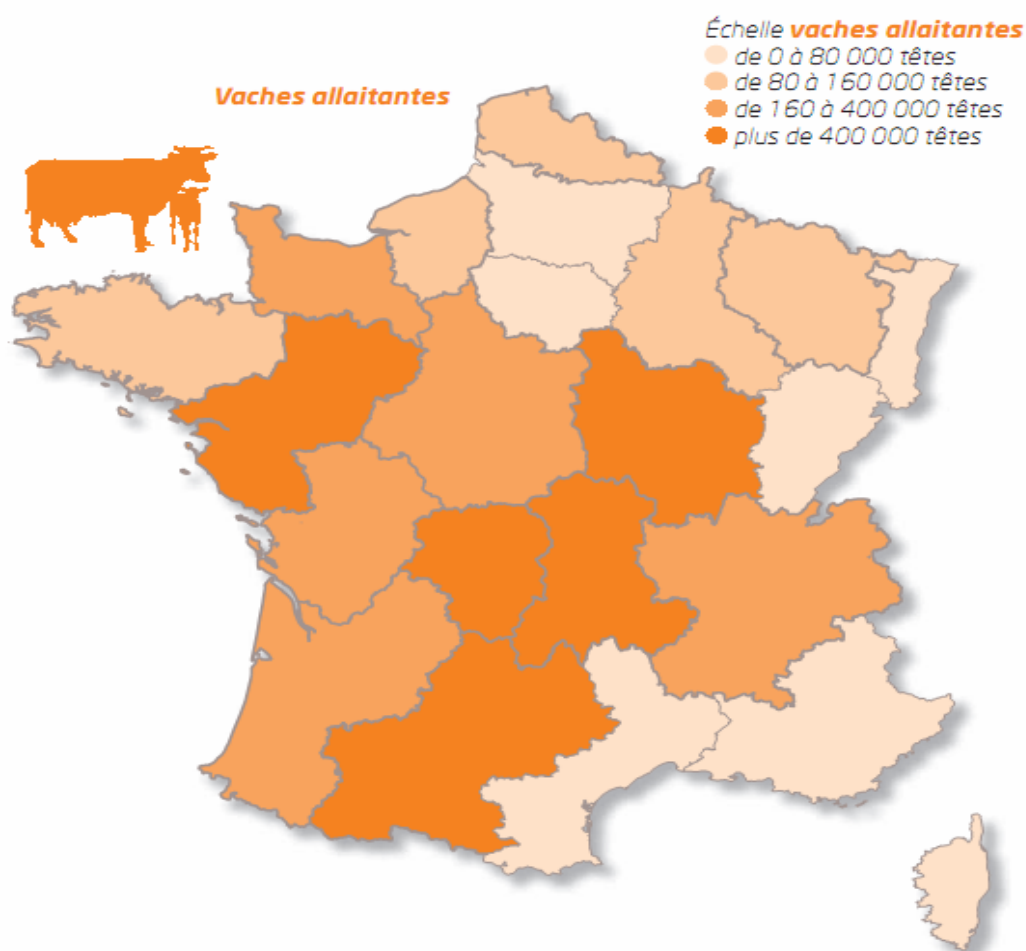 Échelle vaches allaitantes
de 0 à 80 000 têtes
de 80 à 160 000 têtes
de 160 à 400 000 têtes
plus de 400 000 têtes
Vaches allaitantes